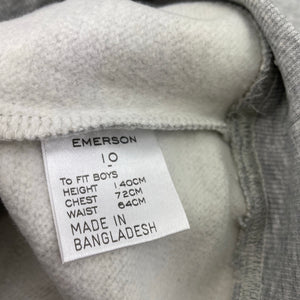 EMERSON
10
TO FIT BOYS
HEIGHT 140CM
CHEST 72CM
WAIST 64CM
MADE IN
BANGLADESH